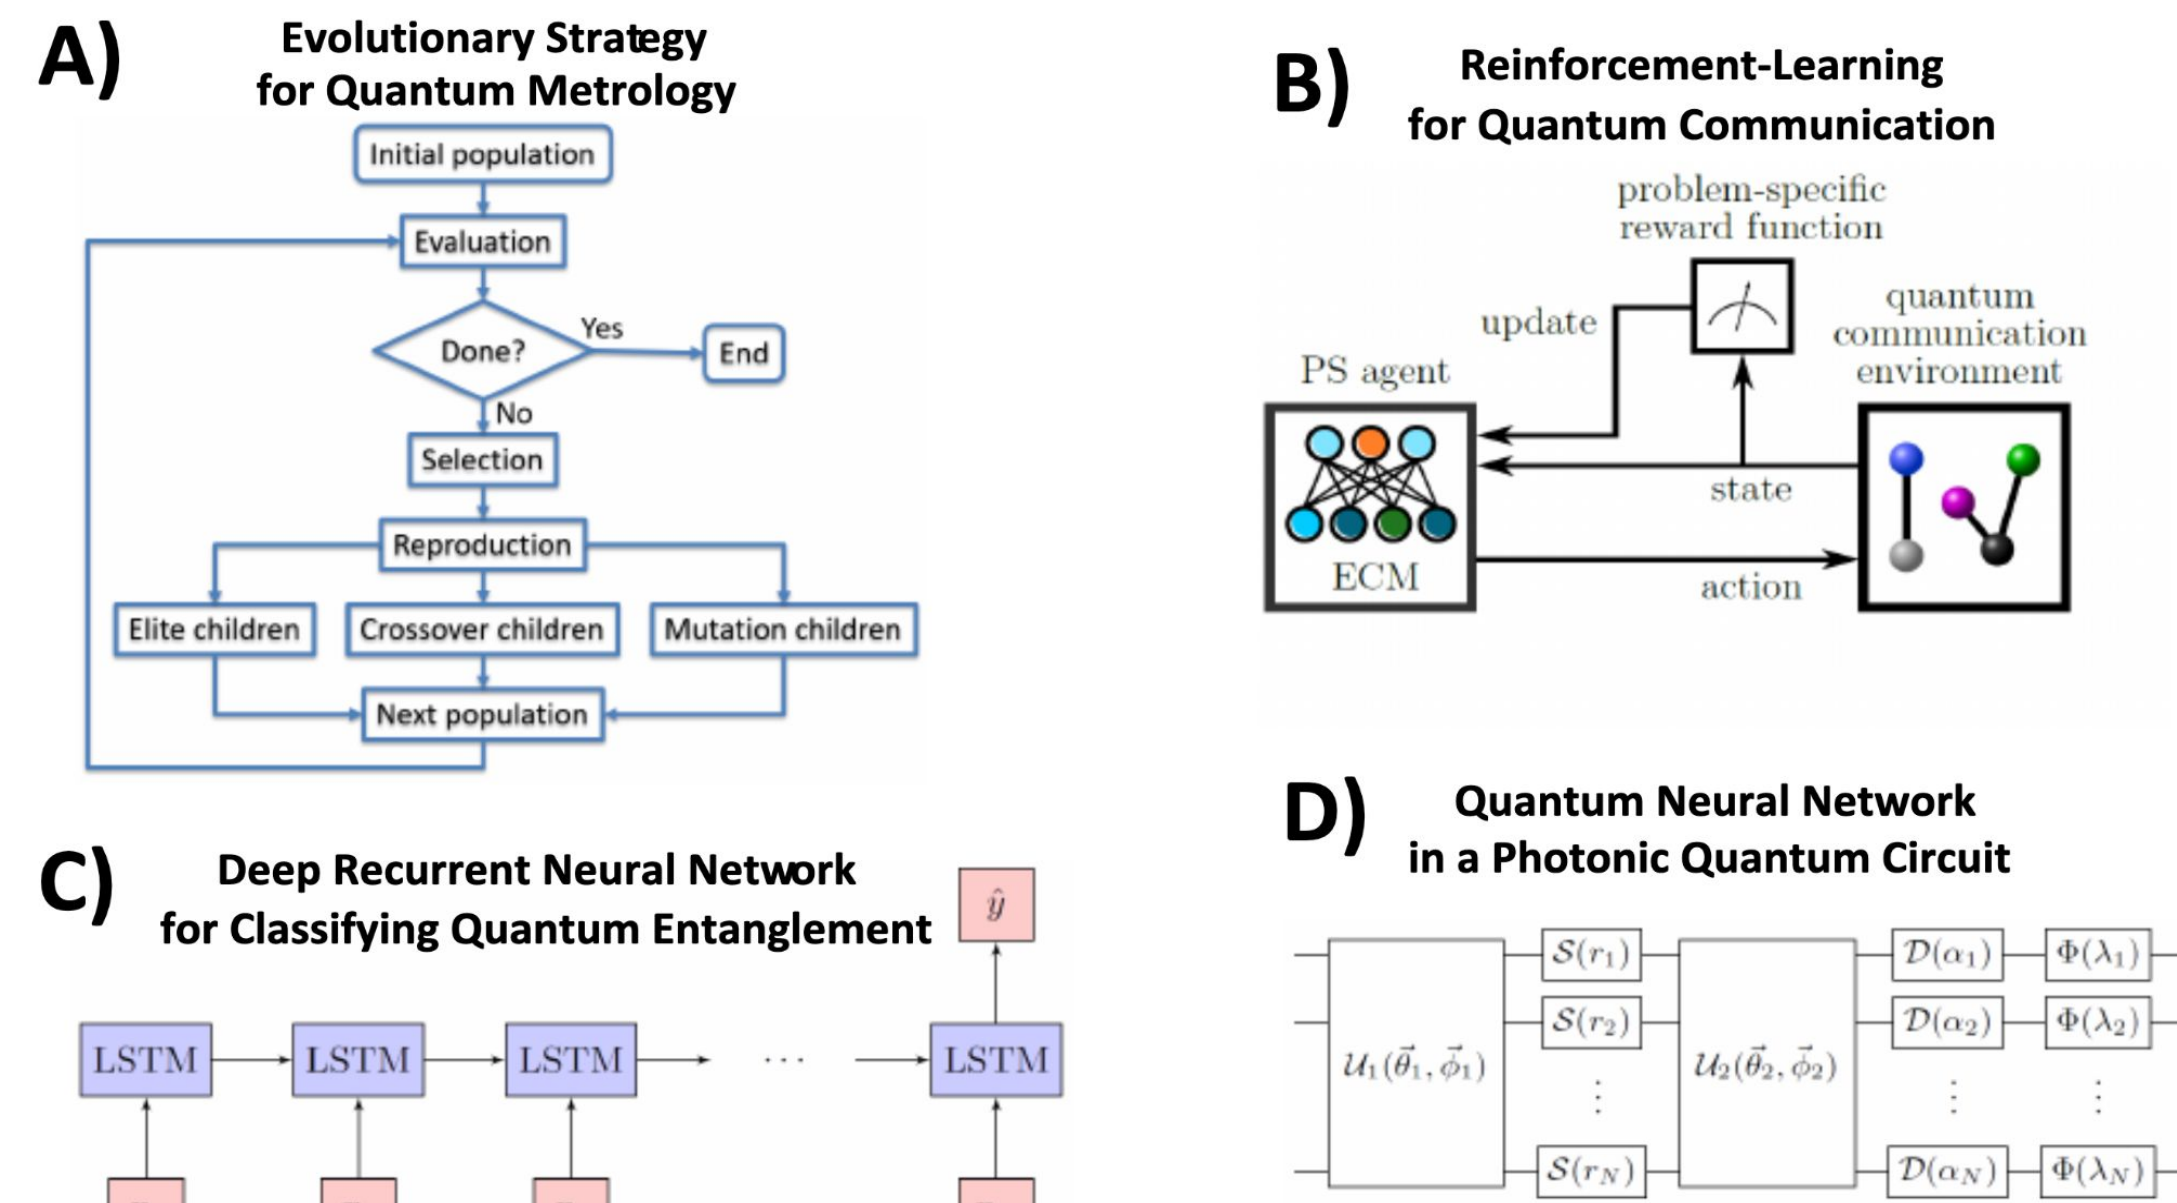 A)
Evolutionary Strategy
for Quantum Metrology
Initial population
Evaluation
Done?
Yes
End
No
Selection
Reproduction
Elite children
Crossover children
Mutation children
Next population
B)
Reinforcement-Learning
for Quantum Communication
problem-specific
reward function
update
quantum
communication
environment
PS agent
ECM
state
action
C)
Deep Recurrent Neural Network
for Classifying Quantum Entanglement
ŷ
LSTM
LSTM
LSTM
...
LSTM
D)
Quantum Neural Network
in a Photonic Quantum Circuit
𝒰₁(θ⃗₁, ϕ⃗₁)
𝒮(r₁)
𝒮(r₂)
⋮
𝒮(r_N)
𝒰₂(θ⃗₂, ϕ⃗₂)
𝒟(α₁)
𝒟(α₂)
⋮
𝒟(α_N)
Φ(λ₁)
Φ(λ₂)
⋮
Φ(λ_N)